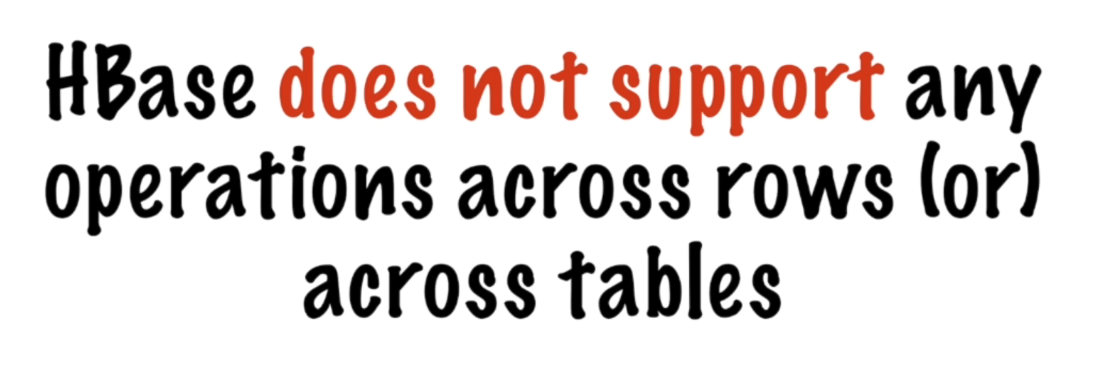 HBase does not support any
operations across rows (or)
across tables